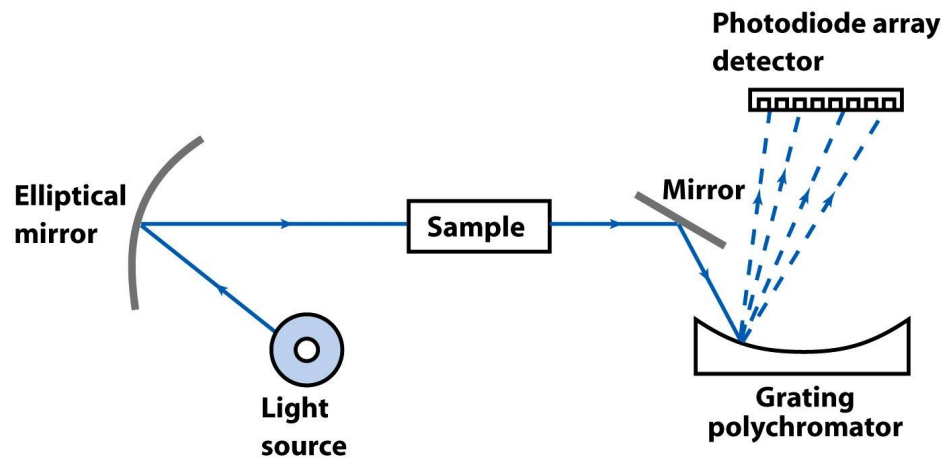 Photodiode array
detector
Elliptical
mirror
Sample
Mirror
Light
source
Grating
polychromator